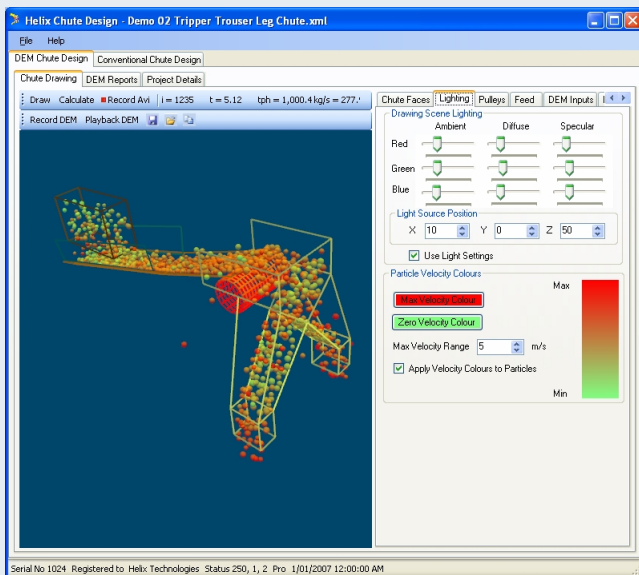 Helix Chute Design - Demo 02 Tripper Trouser Leg Chute.xml
File Help
DEM Chute Design Conventional Chute Design
Chute Drawing DEM Reports Project Details
Draw Calculate Record Avi i = 1235 t = 5.12 tph = 1,000.4 kg/s = 277.
Chute Faces Lighting Pulleys Feed DEM Inputs
Record DEM Playback DEM
Drawing Scene Lighting
Ambient Diffuse Specular
Red
Green
Blue
Light Source Position
X 10 Y 0 Z 50
Use Light Settings
Particle Velocity Colours
Max
Max Velocity Colour
Zero Velocity Colour
Max Velocity Range 5 m/s
Apply Velocity Colours to Particles
Min
Serial No 1024 Registered to Helix Technologies Status 250, 1, 2 Pro 1/01/2007 12:00:00 AM